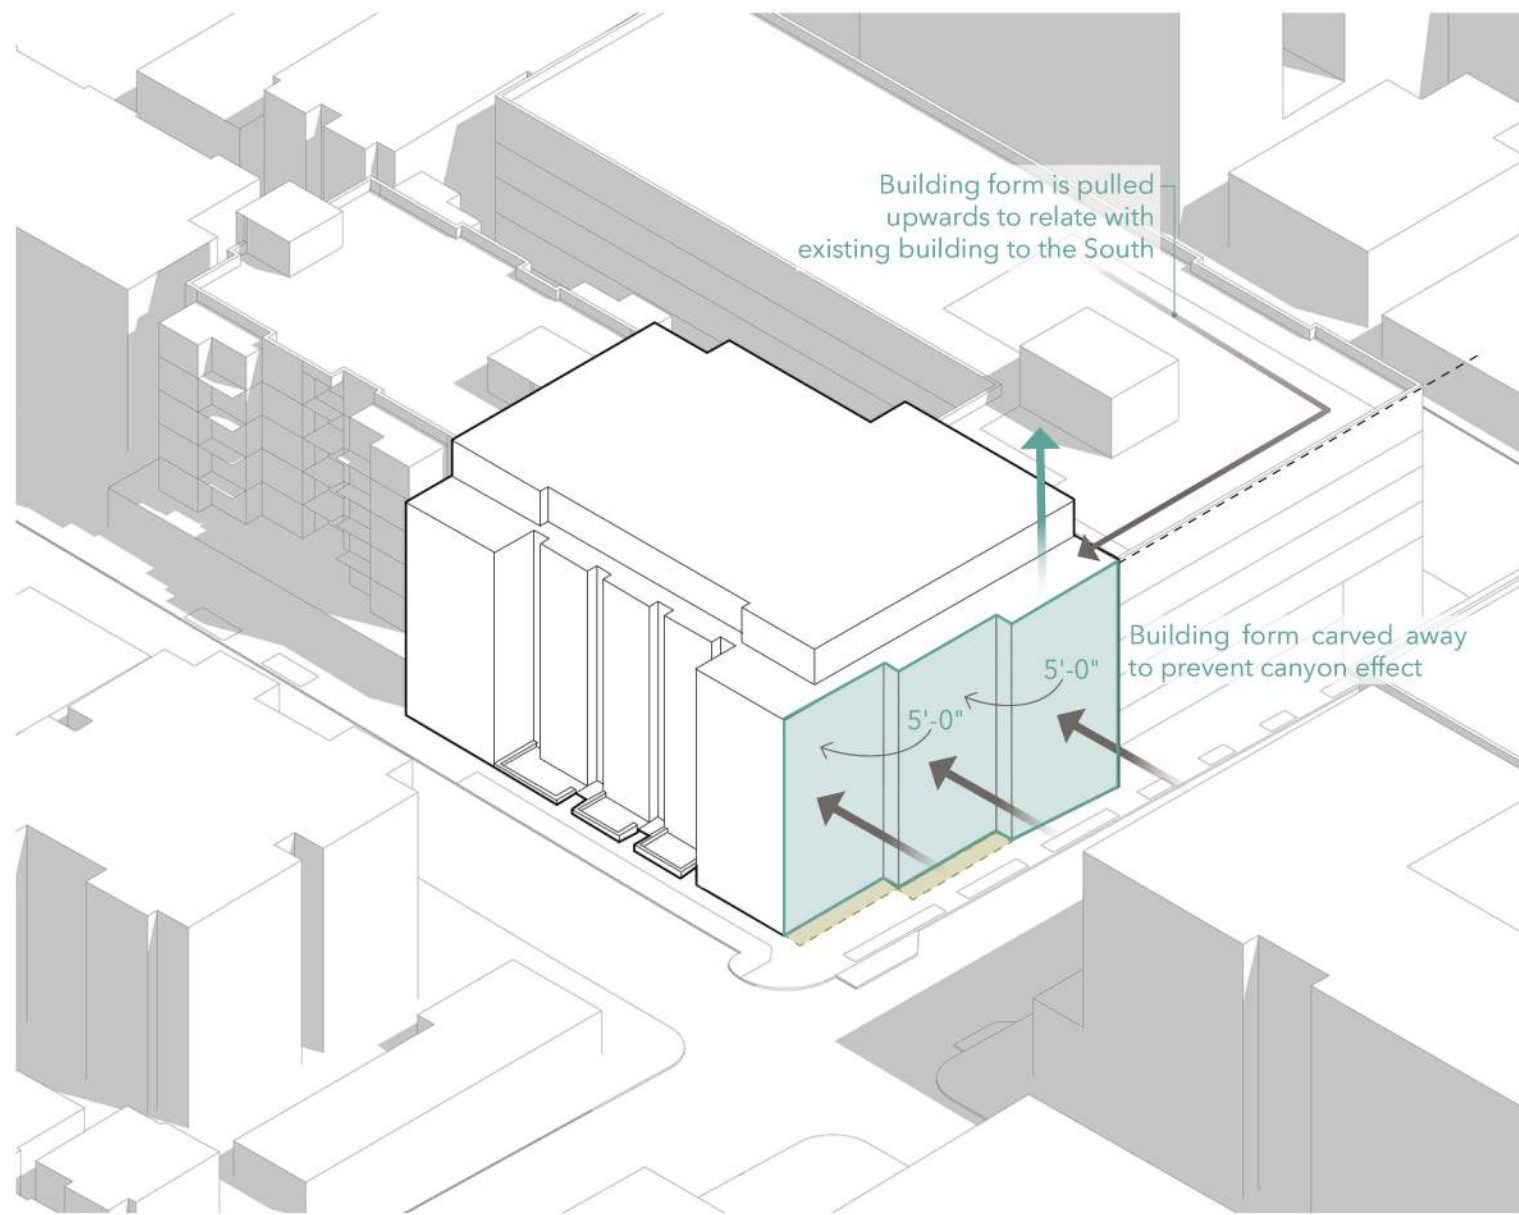 Building form is pulled
upwards to relate with
existing building to the South
Building form carved away
to prevent canyon effect
5'-0"
5'-0"